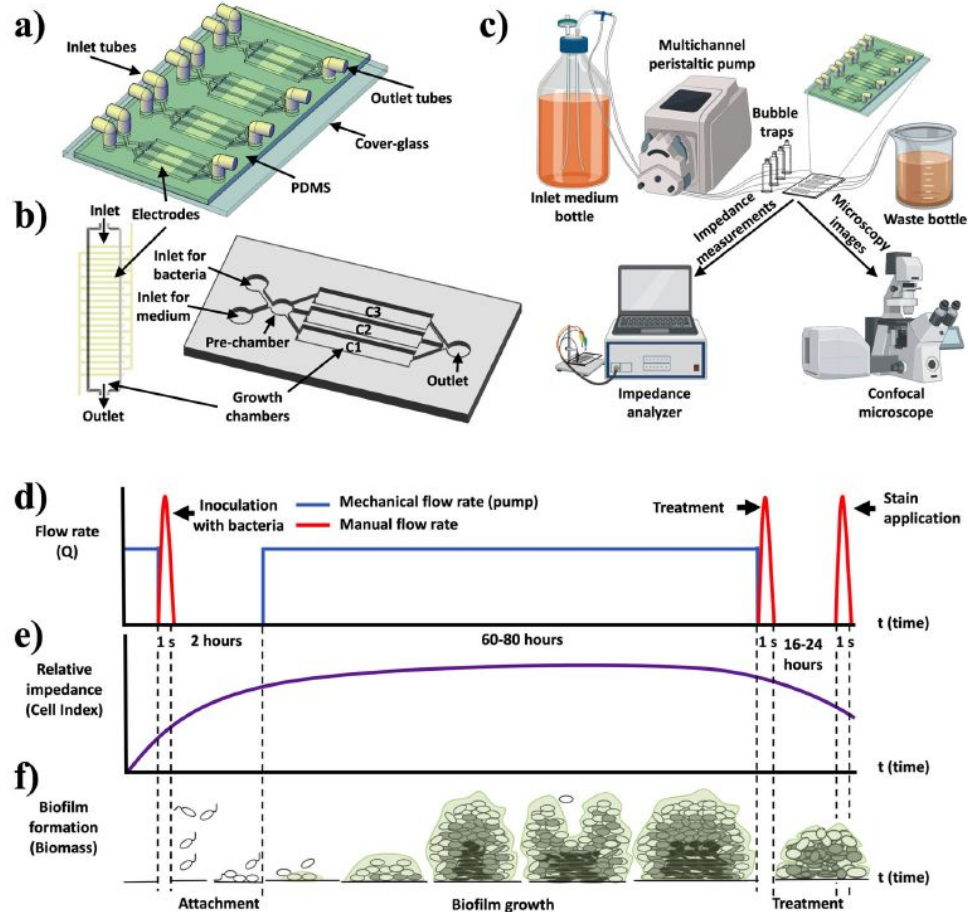 a)
Inlet tubes
Outlet tubes
Cover-glass
PDMS
Electrodes
b)
Inlet
Outlet
Inlet for
bacteria
Inlet for
medium
Pre-chamber
C3
C2
C1
Growth
chambers
Outlet
c)
Multichannel
peristaltic pump
Bubble
traps
Inlet medium
bottle
Waste bottle
Impedance
measurements
Microscopy
images
Impedance
analyzer
Confocal
microscope
d)
Flow rate
(Q)
Inoculation
with bacteria
Mechanical flow rate (pump)
Manual flow rate
Treatment
Stain
application
t (time)
e)
1 s
2 hours
60-80 hours
1 s
16-24
hours
1 s
Relative
impedance
(Cell Index)
t (time)
f)
Biofilm
formation
(Biomass)
t (time)
Attachment
Biofilm growth
Treatment